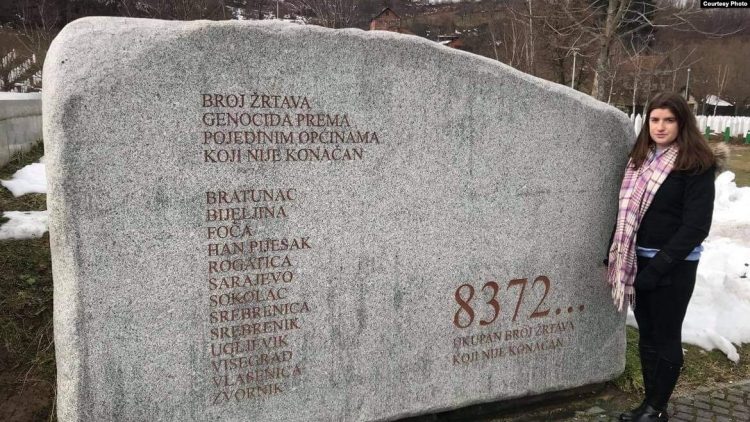 Courtesy Photo
BROJ ŽRTAVA
GENOCIDA PREMA
POJEDINIM OPĆINAMA
KOJI NIJE KONAČAN
BRATUNAC
BIJELJINA
FOČA
HAN PIJESAK
ROGATICA
SARAJEVO
SOKOLAC
SREBRENICA
SREBRENIK
UGLJEVIK
VIŠEGRAD
VLASENICA
ZVORNIK
8372...
UKUPAN BROJ ŽRTAVA
KOJI NIJE KONAČAN